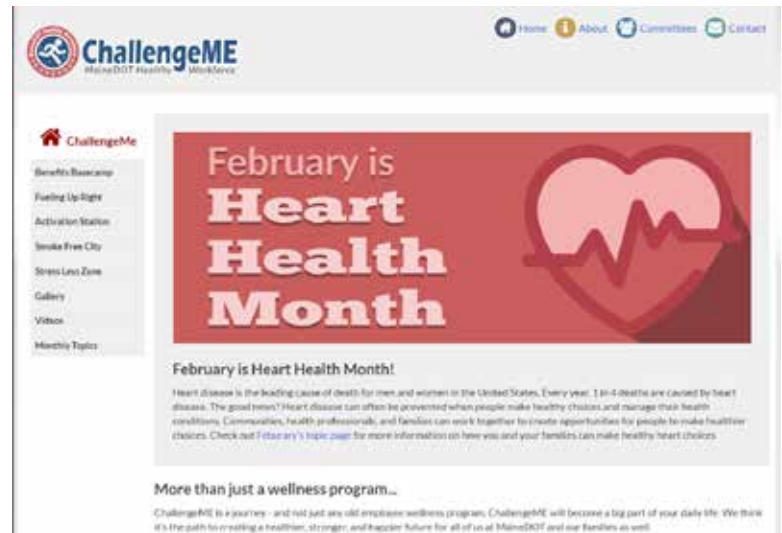 ChallengeME
MaineDOT Healthy Workforce
Home About Committees Contact
ChallengeMe
Benefits Basecamp
Fueling Up Right
Activation Station
Smoke Free City
Stress Less Zone
Gallery
Videos
Monthly Topics
February is
Heart
Health
Month
February is Heart Health Month!
Heart disease is the leading cause of death for men and women in the United States. Every year, 1 in 4 deaths are caused by heart
disease. The good news? Heart disease can often be prevented when people make healthy choices and manage their health
conditions. Communities, health professionals, and families can work together to create opportunities for people to make healthier
choices. Check out February's topic page for more information on how you and your families can make healthy heart choices
More than just a wellness program...
ChallengeME is a journey - and not just any old employee wellness program. ChallengeME will become a big part of your daily life. We think
it's the path to creating a healthier, stronger, and happier future for all of us at MaineDOT and our families as well.